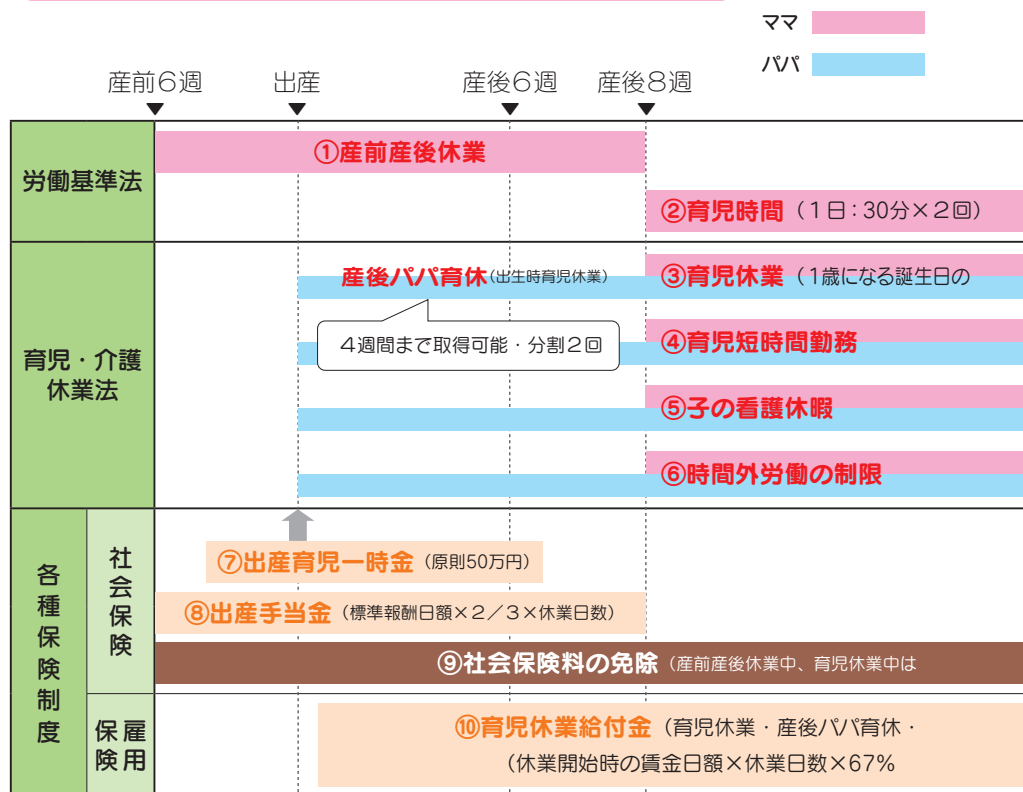 ママ
パパ
産前6週 出産 産後6週 産後8週
労働基準法
①産前産後休業
②育児時間（1日：30分×2回）
育児・介護
休業法
産後パパ育休（出生時育児休業）
③育児休業（1歳になる誕生日の
4週間まで取得可能・分割2回
④育児短時間勤務
⑤子の看護休暇
⑥時間外労働の制限
各種保険制度
社会保険
⑦出産育児一時金（原則50万円）
⑧出産手当金（標準報酬日額×2／3×休業日数）
⑨社会保険料の免除（産前産後休業中、育児休業中は
雇用
保険
⑩育児休業給付金（育児休業・産後パパ育休・
（休業開始時の賃金日額×休業日数×67%